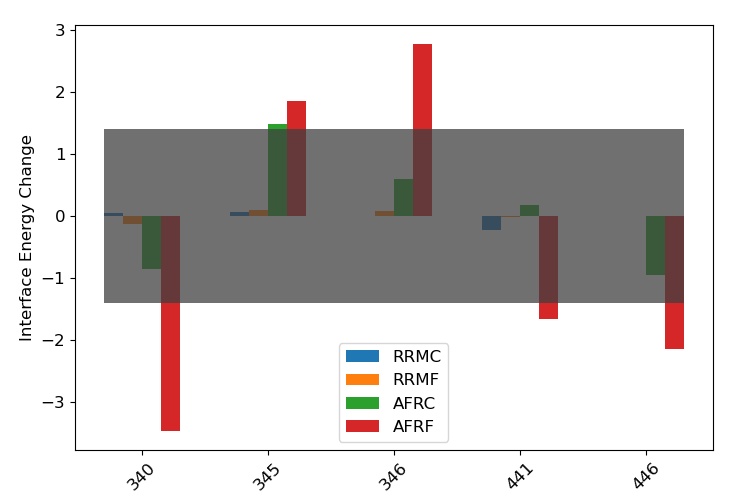 Interface Energy Change
3
2
1
0
−1
−2
−3
340
345
346
441
446
RRMC
RRMF
AFRC
AFRF